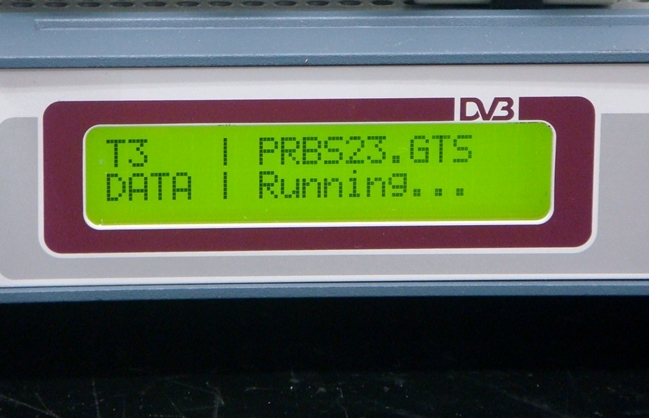 DVB
T3 | PRBS23.GTS
DATA | Running...